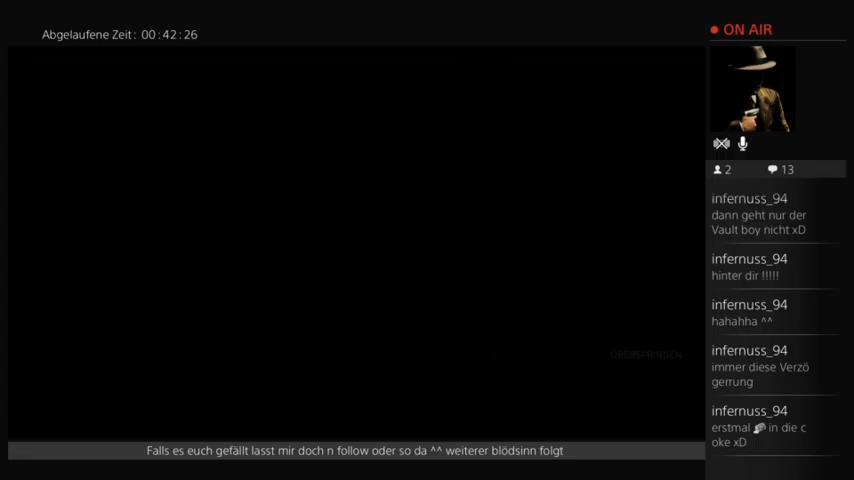 Abgelaufene Zeit: 00:42:26
ON AIR
2 13
infernuss_94
dann geht nur der
Vault boy nicht xD
infernuss_94
hinter dir !!!!!
infernuss_94
hahahha ^^
infernuss_94
immer diese Verzö
gerrung
infernuss_94
erstmal in die c
oke xD
ÜBERSPRINGEN
Falls es euch gefällt lasst mir doch n follow oder so da ^^ weiterer blödsinn folgt